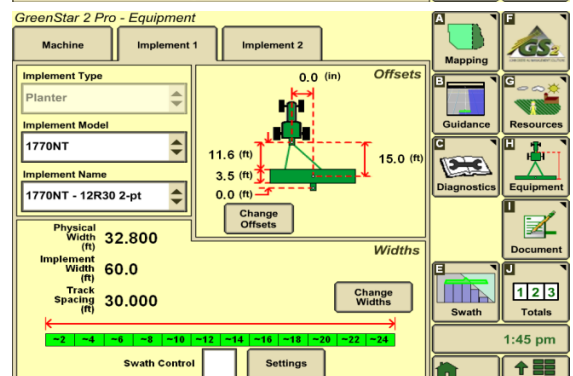 GreenStar 2 Pro - Equipment
Machine
Implement 1
Implement 2
Implement Type
Planter
Implement Model
1770NT
Implement Name
1770NT - 12R30 2-pt
Offsets
0.0 (in)
11.6 (ft)
15.0 (ft)
3.5 (ft)
0.0 (ft)
Change
Offsets
Physical
Width
(ft)
32.800
Implement
Width
(ft)
60.0
Track
Spacing
(ft)
30.000
Widths
Change
Widths
~2 ~4 ~6 ~8 ~10 ~12 ~14 ~16 ~18 ~20 ~22 ~24
Swath Control
Settings
A
Mapping
F
GS2
B
Guidance
G
Resources
C
Diagnostics
H
Equipment
I
Document
E
Swath
J
1 2 3
Totals
1:45 pm